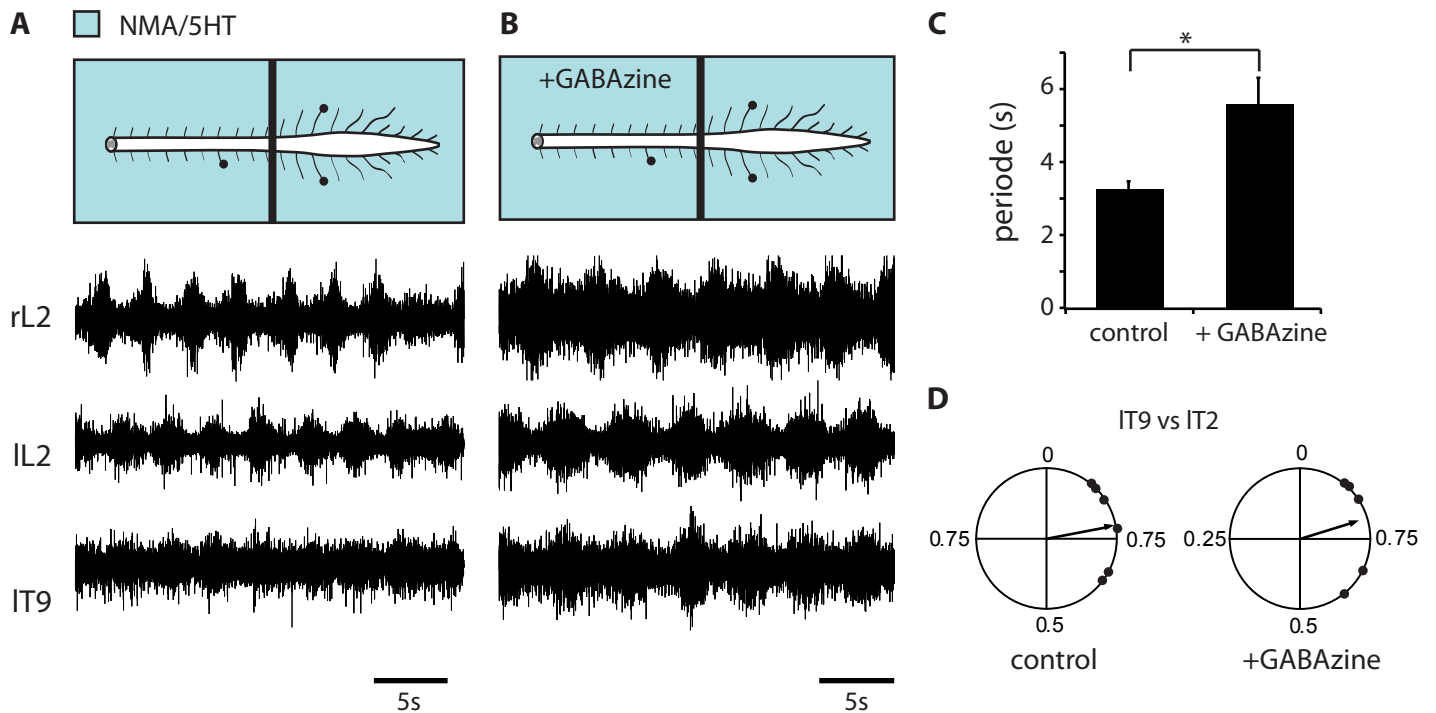 A
NMA/5HT
B
+GABAzine
rL2
lL2
lT9
5s
5s
C
*
periode (s)
6
4
2
0
control
+ GABAzine
D
lT9 vs lT2
0
0.75
0.75
0.5
control
0
0.25
0.75
0.5
+GABAzine